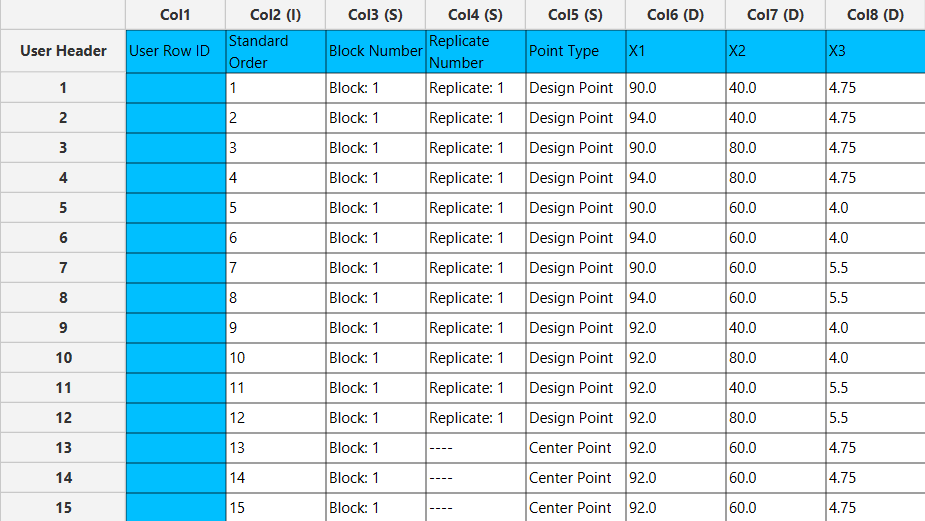 Col1 Col2 (I) Col3 (S) Col4 (S) Col5 (S) Col6 (D) Col7 (D) Col8 (D)
User Header User Row ID Standard Order Block Number Replicate Number Point Type X1 X2 X3
1 1 Block: 1 Replicate: 1 Design Point 90.0 40.0 4.75
2 2 Block: 1 Replicate: 1 Design Point 94.0 40.0 4.75
3 3 Block: 1 Replicate: 1 Design Point 90.0 80.0 4.75
4 4 Block: 1 Replicate: 1 Design Point 94.0 80.0 4.75
5 5 Block: 1 Replicate: 1 Design Point 90.0 60.0 4.0
6 6 Block: 1 Replicate: 1 Design Point 94.0 60.0 4.0
7 7 Block: 1 Replicate: 1 Design Point 90.0 60.0 5.5
8 8 Block: 1 Replicate: 1 Design Point 94.0 60.0 5.5
9 9 Block: 1 Replicate: 1 Design Point 92.0 40.0 4.0
10 10 Block: 1 Replicate: 1 Design Point 92.0 80.0 4.0
11 11 Block: 1 Replicate: 1 Design Point 92.0 40.0 5.5
12 12 Block: 1 Replicate: 1 Design Point 92.0 80.0 5.5
13 13 Block: 1 ---- Center Point 92.0 60.0 4.75
14 14 Block: 1 ---- Center Point 92.0 60.0 4.75
15 15 Block: 1 ---- Center Point 92.0 60.0 4.75